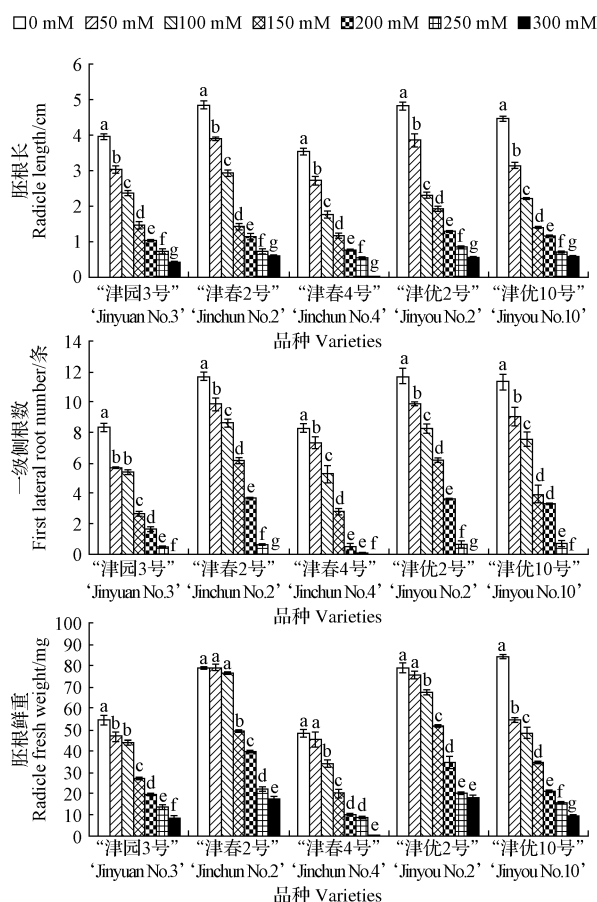 0 mM 50 mM 100 mM 150 mM 200 mM 250 mM 300 mM
胚根长
Radicle length/cm
6
5
4
3
2
1
0
a b c d e f g
a b c d e f g
a b c d e f g
a b c d e f g
a b c d e f g
“津园3号” “津春2号” “津春4号” “津优2号” “津优10号”
‘Jinyuan No.3’ ‘Jinchun No.2’ ‘Jinchun No.4’ ‘Jinyou No.2’ ‘Jinyou No.10’
品种 Varieties
一级侧根数
First lateral root number/条
14
12
10
8
6
4
2
0
a b b c d e f
a b c d e f g
a b c d e e f
a b c d e f g
a b c d d e f
“津园3号” “津春2号” “津春4号” “津优2号” “津优10号”
‘Jinyuan No.3’ ‘Jinchun No.2’ ‘Jinchun No.4’ ‘Jinyou No.2’ ‘Jinyou No.10’
品种 Varieties
胚根鲜重
Radicle fresh weight/mg
100
90
80
70
60
50
40
30
20
10
0
a b b c d e f
a a a b c d e
a a b c d d e
a a b c d e e
a b c d e f g
“津园3号” “津春2号” “津春4号” “津优2号” “津优10号”
‘Jinyuan No.3’ ‘Jinchun No.2’ ‘Jinchun No.4’ ‘Jinyou No.2’ ‘Jinyou No.10’
品种 Varieties